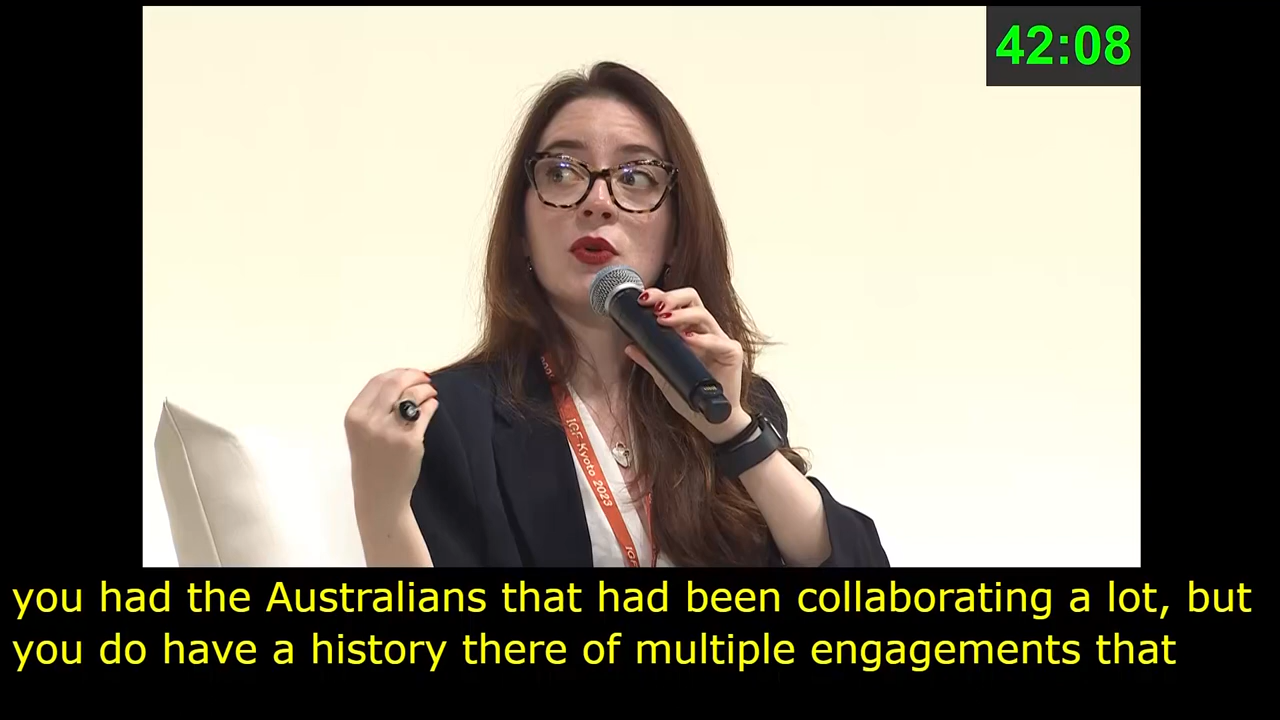 42:08
IGF Kyoto 2023
IGF
you had the Australians that had been collaborating a lot, but
you do have a history there of multiple engagements that